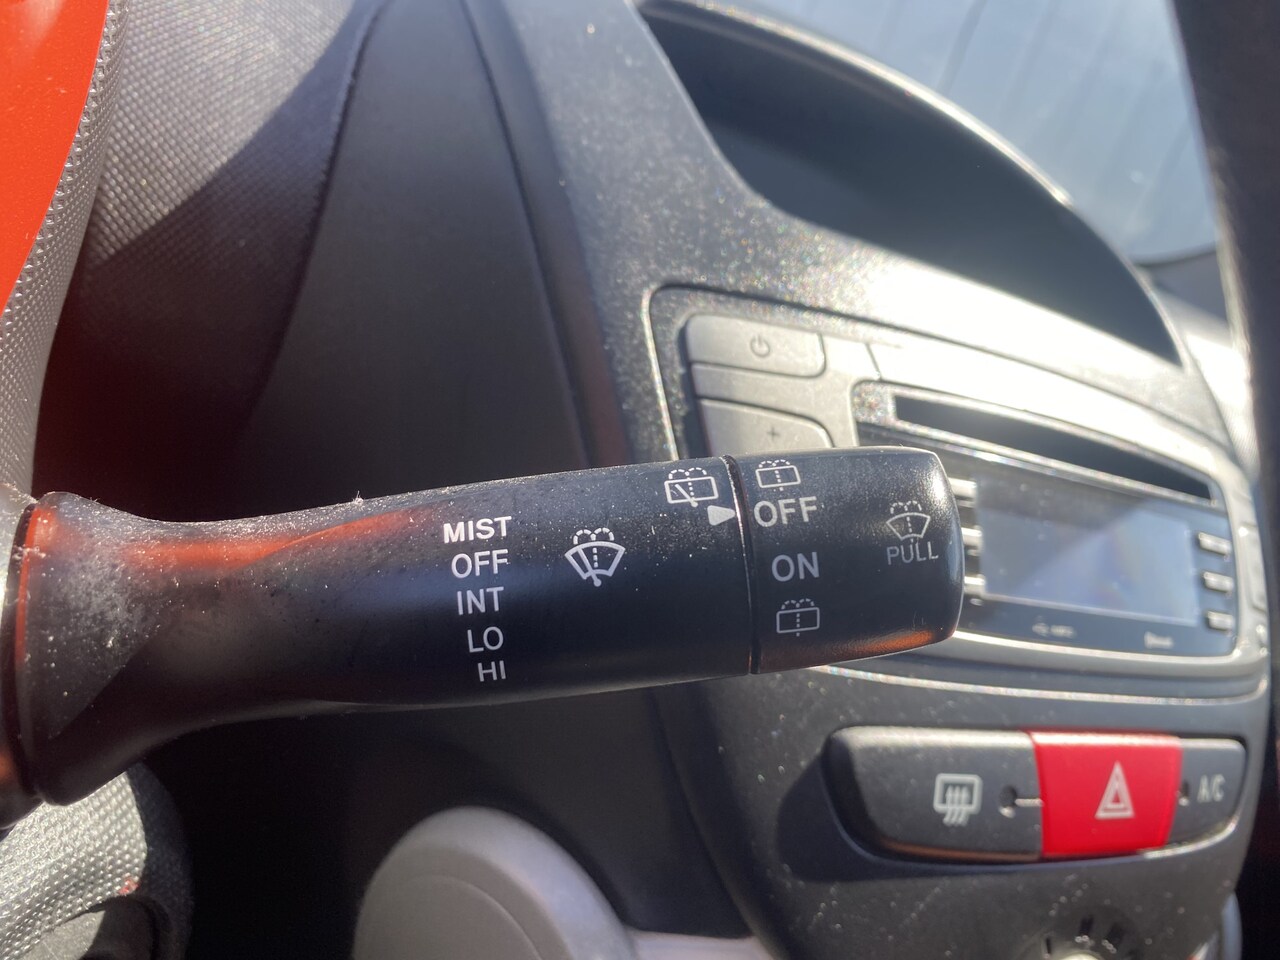 MIST
OFF
INT
LO
HI
OFF
ON
PULL
A/C